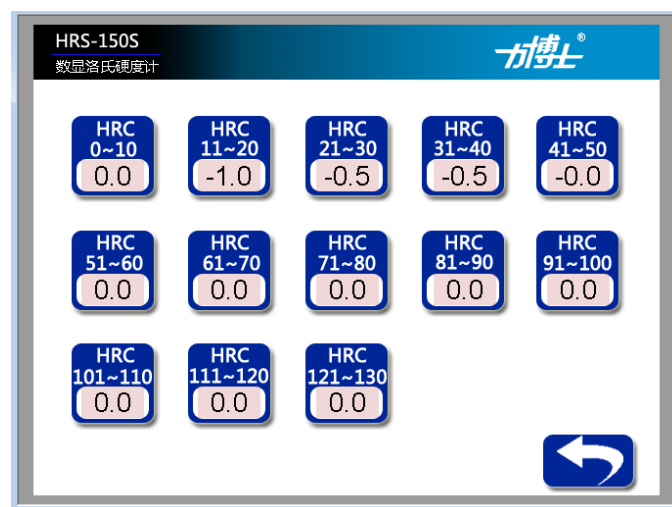 HRS-150S
数显洛氏硬度计
力博士®
HRC
0~10
0.0
HRC
11~20
-1.0
HRC
21~30
-0.5
HRC
31~40
-0.5
HRC
41~50
-0.0
HRC
51~60
0.0
HRC
61~70
0.0
HRC
71~80
0.0
HRC
81~90
0.0
HRC
91~100
0.0
HRC
101~110
0.0
HRC
111~120
0.0
HRC
121~130
0.0